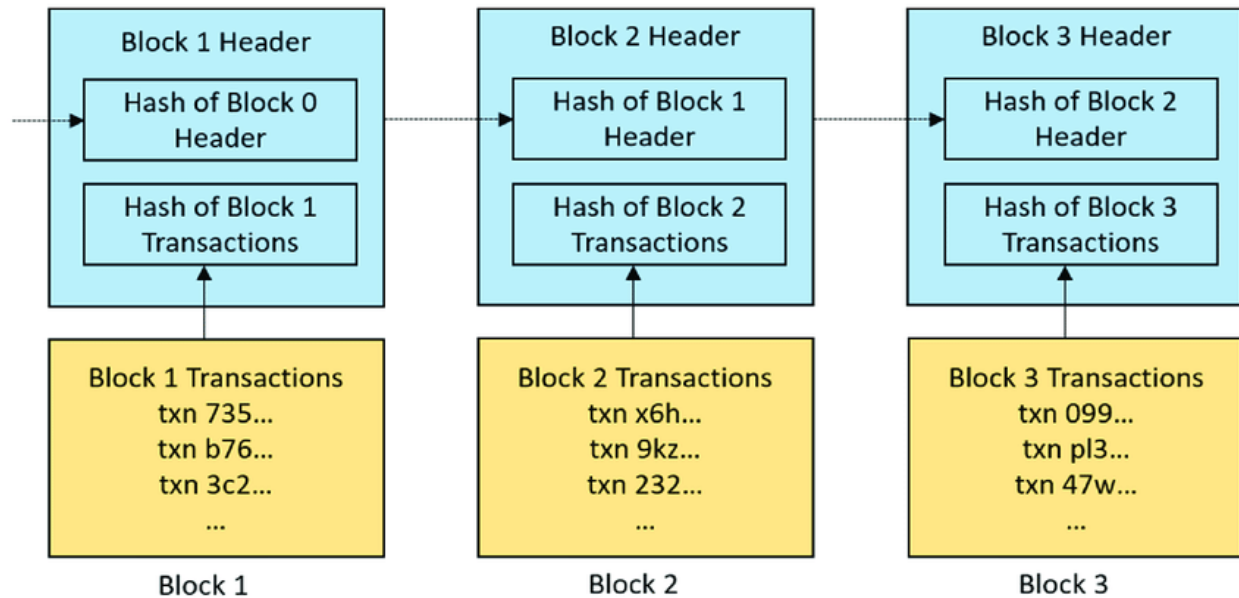 Block 1 Header
Hash of Block 0
Header
Hash of Block 1
Transactions
Block 1 Transactions
txn 735...
txn b76...
txn 3c2...
...
Block 1
Block 2 Header
Hash of Block 1
Header
Hash of Block 2
Transactions
Block 2 Transactions
txn x6h...
txn 9kz...
txn 232...
...
Block 2
Block 3 Header
Hash of Block 2
Header
Hash of Block 3
Transactions
Block 3 Transactions
txn 099...
txn pl3...
txn 47w...
...
Block 3